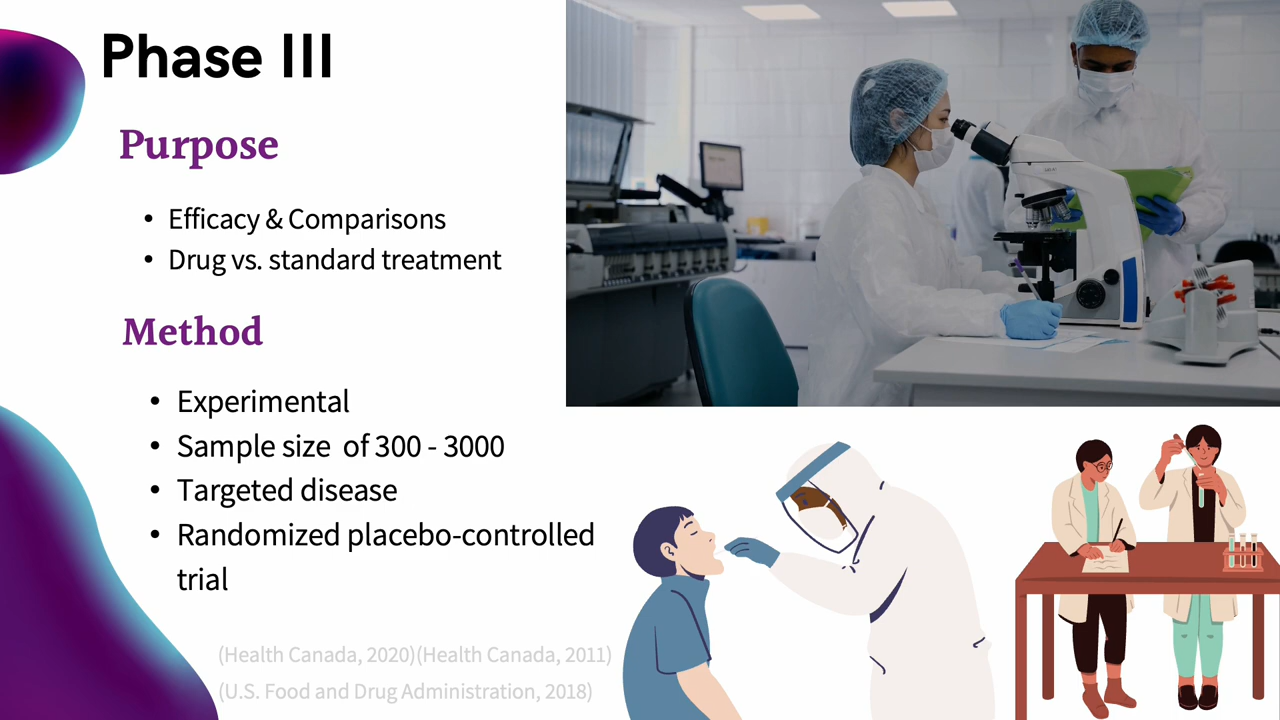 Phase III
Purpose
• Efficacy & Comparisons
• Drug vs. standard treatment
Method
• Experimental
• Sample size of 300 - 3000
• Targeted disease
• Randomized placebo-controlled
trial
(Health Canada, 2020)(Health Canada, 2011)
(U.S. Food and Drug Administration, 2018)